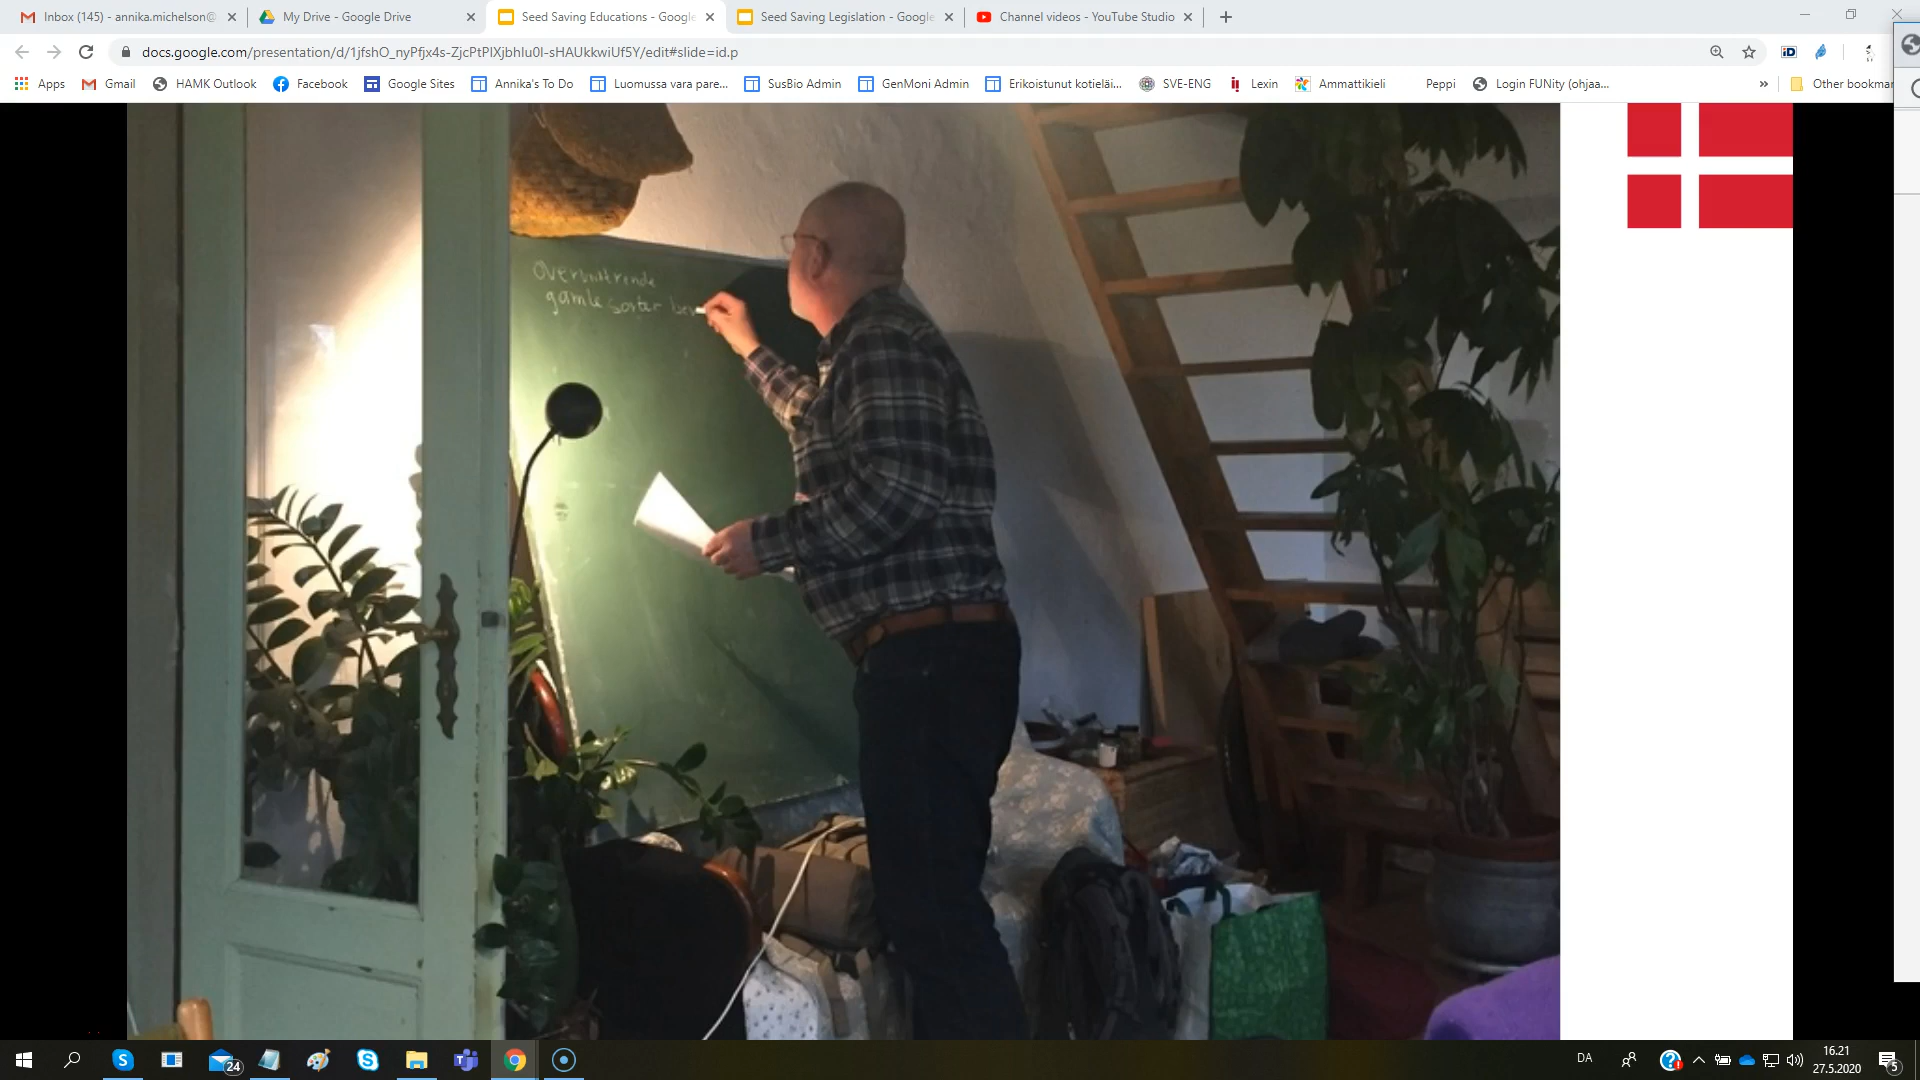 Inbox (145) - annika.michelson@
My Drive - Google Drive
Seed Saving Educations - Google
Seed Saving Legislation - Google
Channel videos - YouTube Studio
docs.google.com/presentation/d/1jfshO_nyPfjx4s-ZjcPtPIXjbhIu0l-sHAUkkwiUf5Y/edit#slide=id.p
Apps
Gmail
HAMK Outlook
Facebook
Google Sites
Annika's To Do
Luomussa vara pare...
SusBio Admin
GenMoni Admin
Erikoistunut kotieläi...
SVE-ENG
Lexin
Ammattikieli
Peppi
Login FUNity (ohjaa...
»
Other bookmar
gamle sorter bev
24
DA
16.21
27.5.2020
5